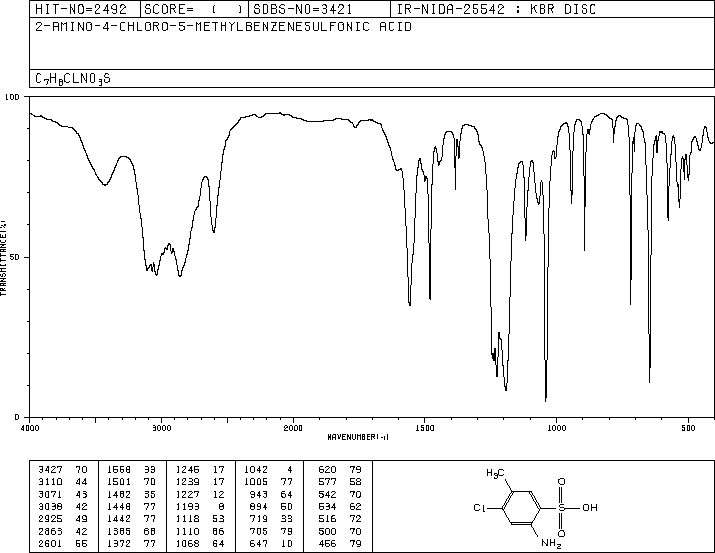 HIT-NO=2492 SCORE= ( ) SDBS-NO=3421 IR-NIDA-25542 : KBR DISC
2-AMINO-4-CHLORO-5-METHYLBENZENESULFONIC ACID
C7H8CLNO3S
100
TRANSMITTANCE(%)
50
0
4000 3000 2000 1500 1000 500
WAVENUMBER(-1)
3427 70 1558 33 1246 17 1042 4 620 79
3110 44 1501 70 1239 17 1005 77 577 58
3071 43 1482 35 1227 12 943 64 542 70
3038 42 1448 77 1193 8 894 50 534 62
2925 49 1442 77 1118 53 719 33 516 72
2863 42 1385 68 1110 66 705 79 500 70
2601 55 1372 77 1068 64 647 10 456 79
H3C
O
Cl S OH
O
NH2